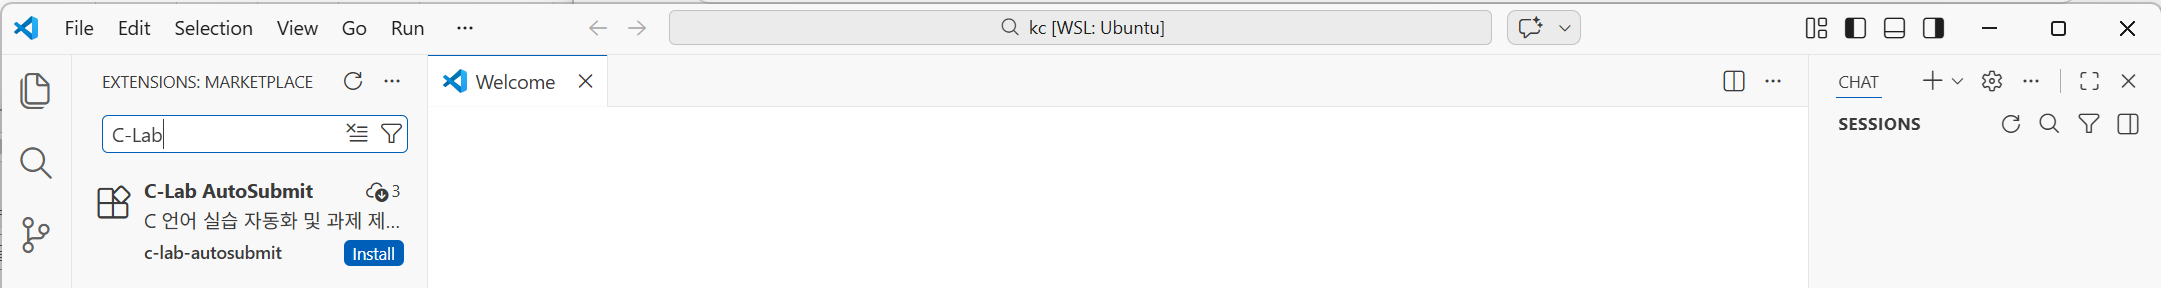 File Edit Selection View Go Run ··· kc [WSL: Ubuntu]
EXTENSIONS: MARKETPLACE
Welcome
CHAT
C-Lab
SESSIONS
C-Lab AutoSubmit 3
C 언어 실습 자동화 및 과제 제...
c-lab-autosubmit Install